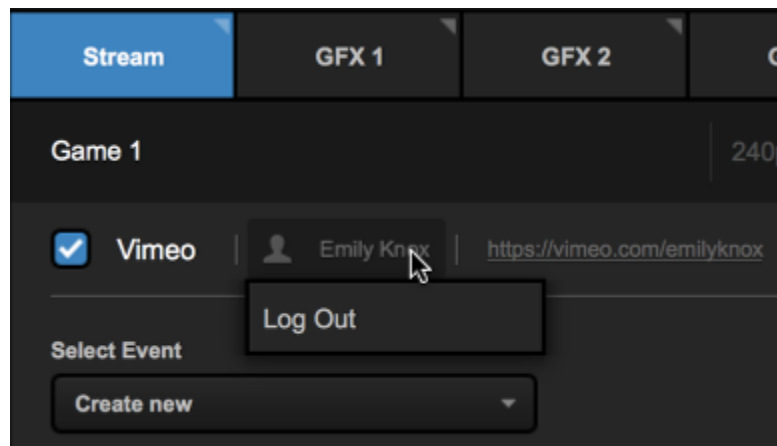 Stream GFX 1 GFX 2
Game 1 240
Vimeo Emily Knox https://vimeo.com/emilyknox
Log Out
Select Event
Create new